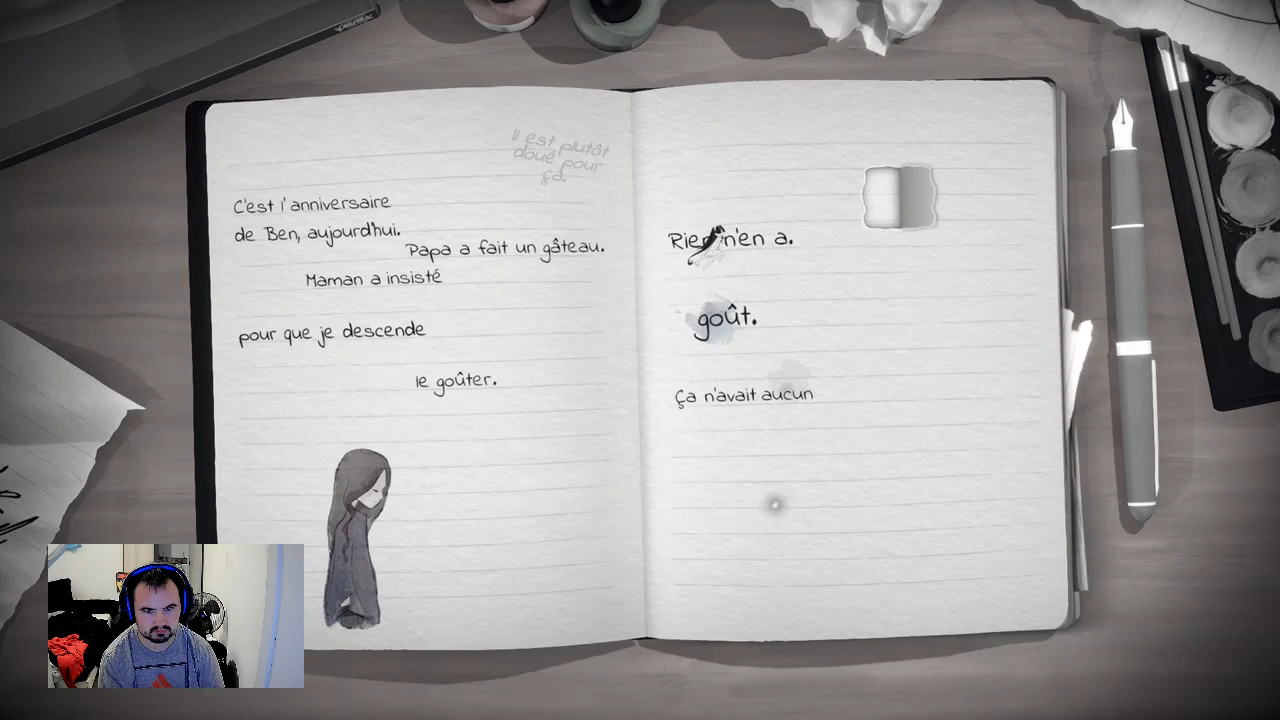 Il est plutôt
doué pour
ça.
C'est l'anniversaire
de Ben, aujourd'hui.
Papa a fait un gâteau.
Maman a insisté
pour que je descende
le goûter.
Rien n'en a.
goût.
Ça n'avait aucun